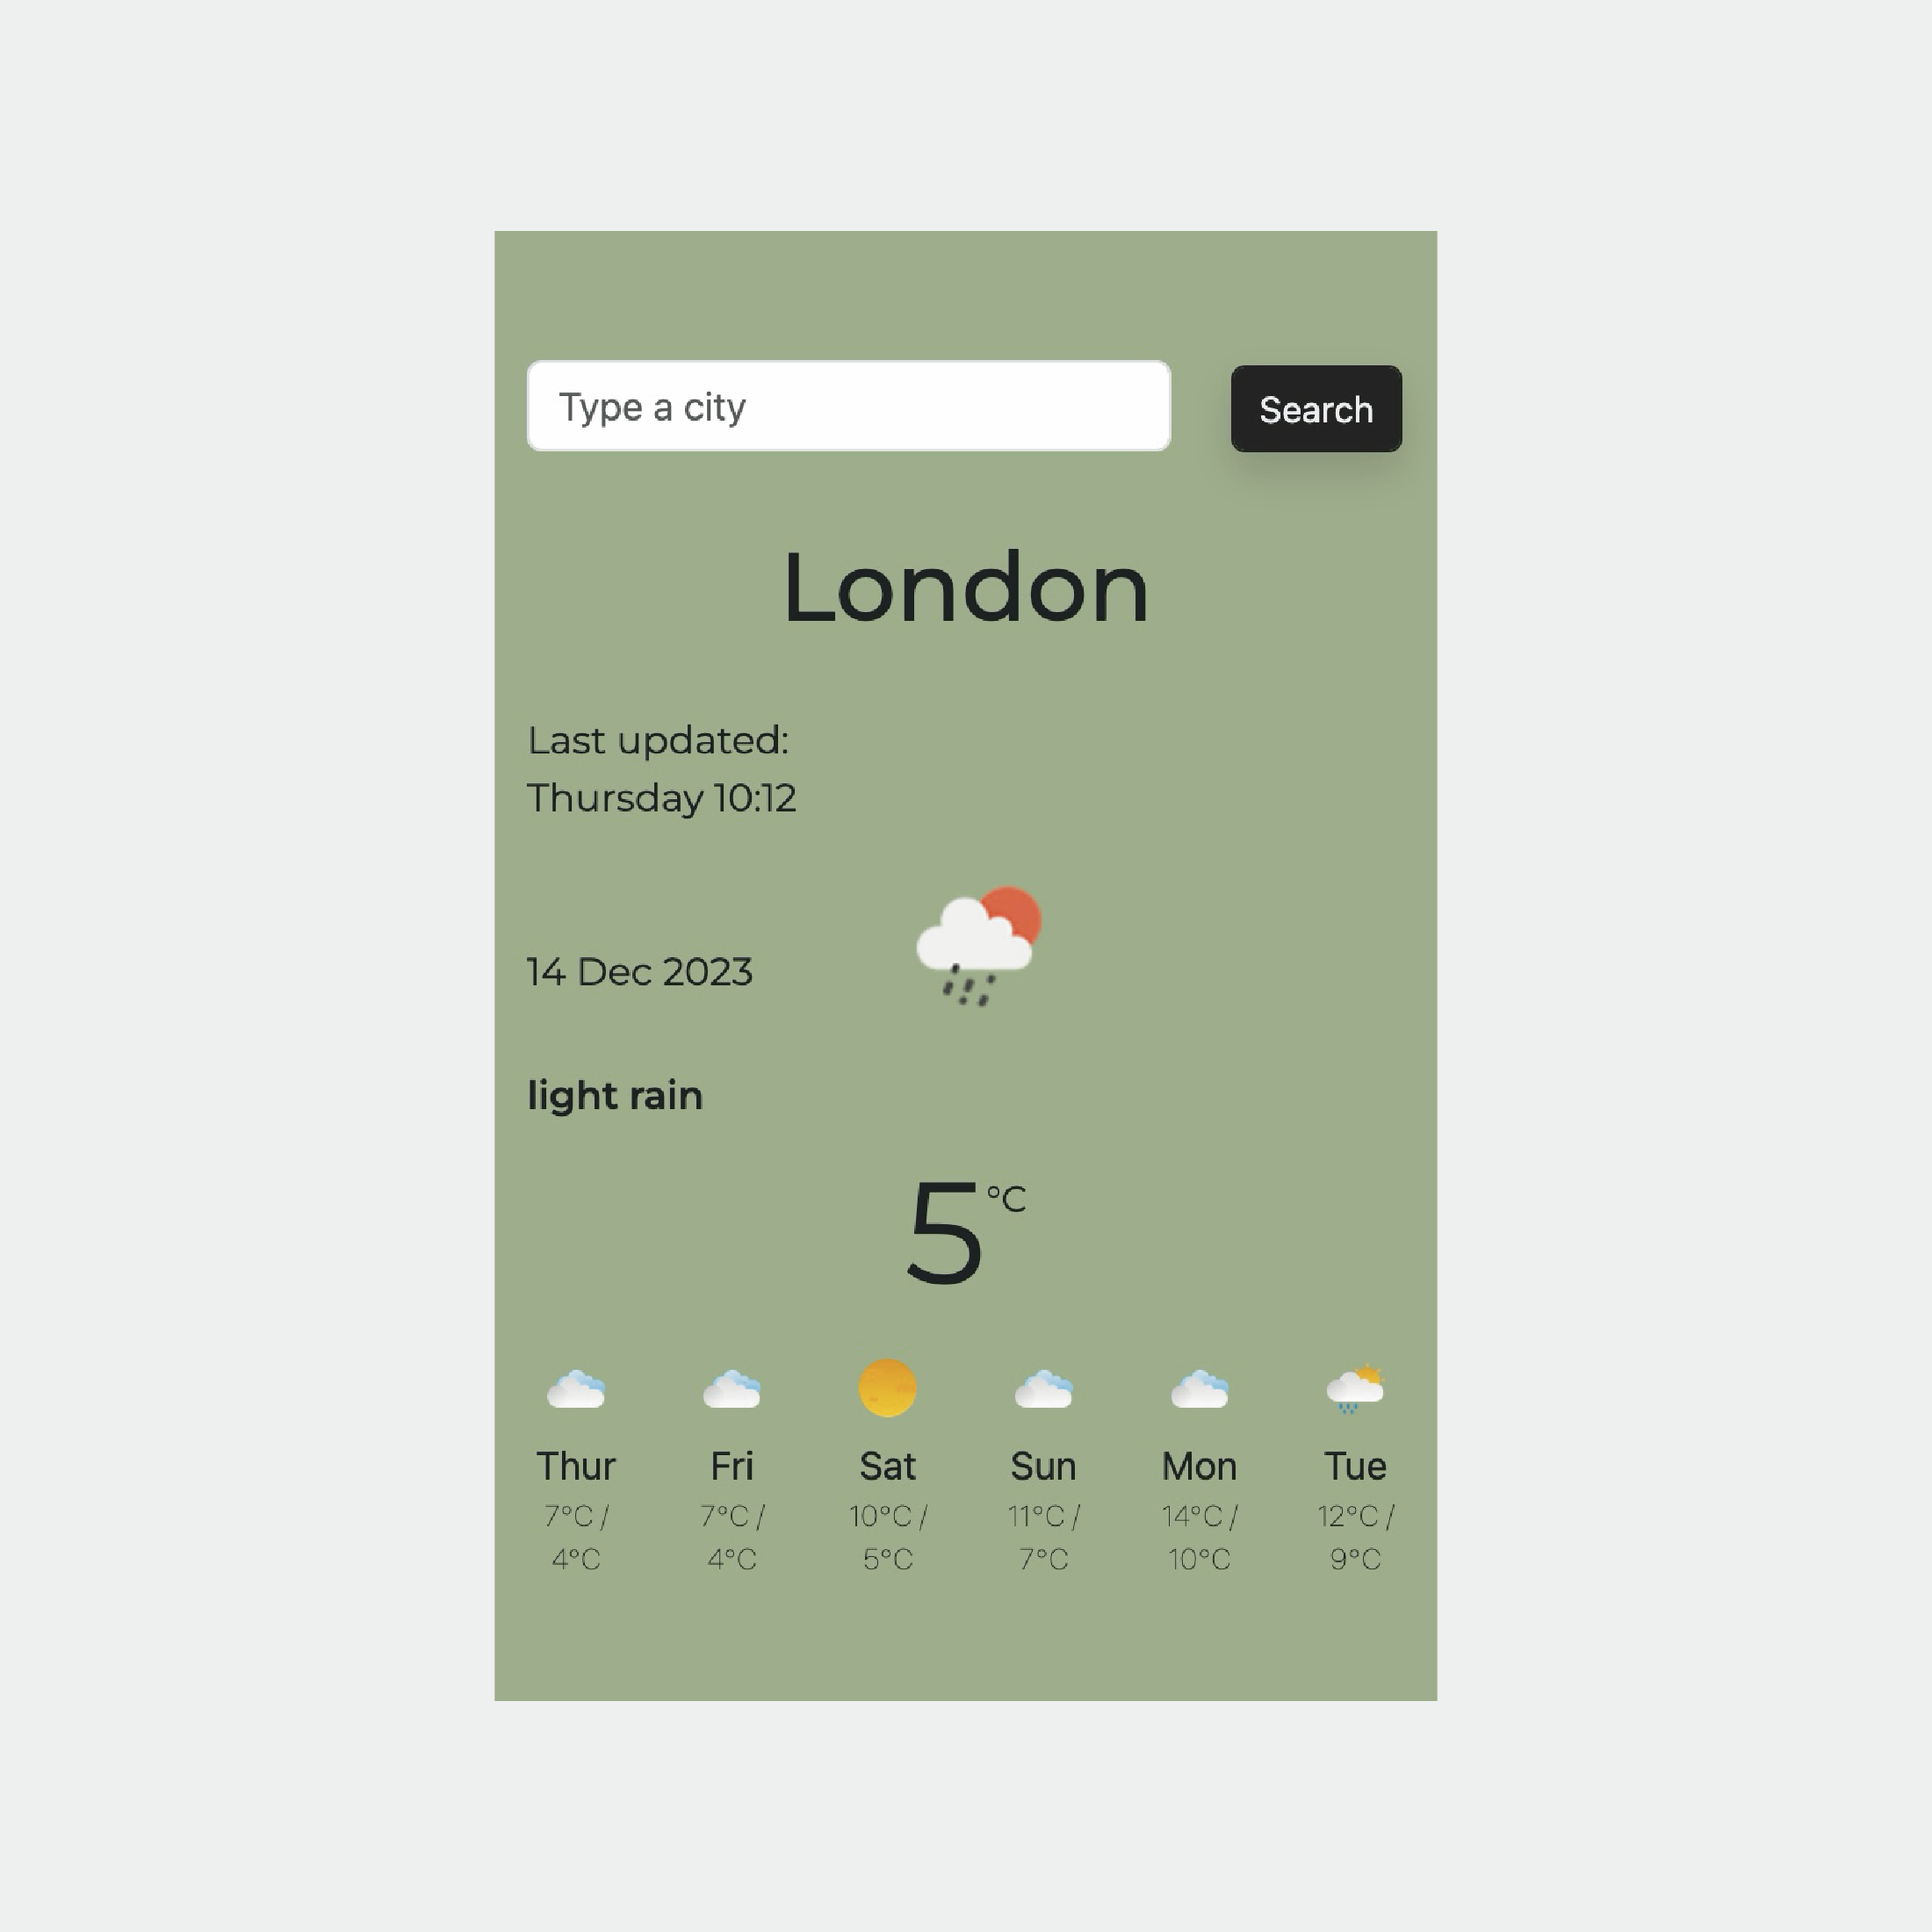 Type a city
Search
London
Last updated:
Thursday 10:12
14 Dec 2023
light rain
5°C
Thur Fri Sat Sun Mon Tue
7°C / 7°C / 10°C / 11°C / 14°C / 12°C /
4°C 4°C 5°C 7°C 10°C 9°C